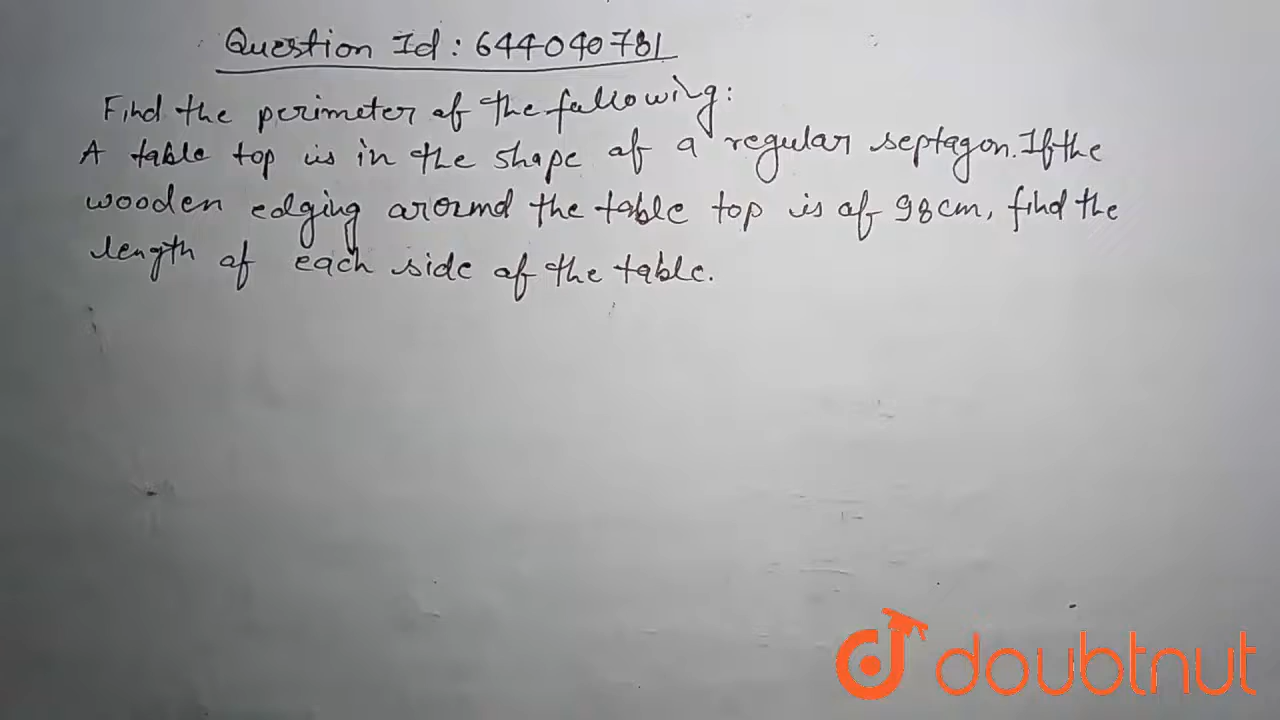 Question Id : 644040781
Find the perimeter of the following:
A table top is in the shape of a regular septagon. If the
wooden edging around the table top is of 98 cm, find the
length of each side of the table.
doubtnut